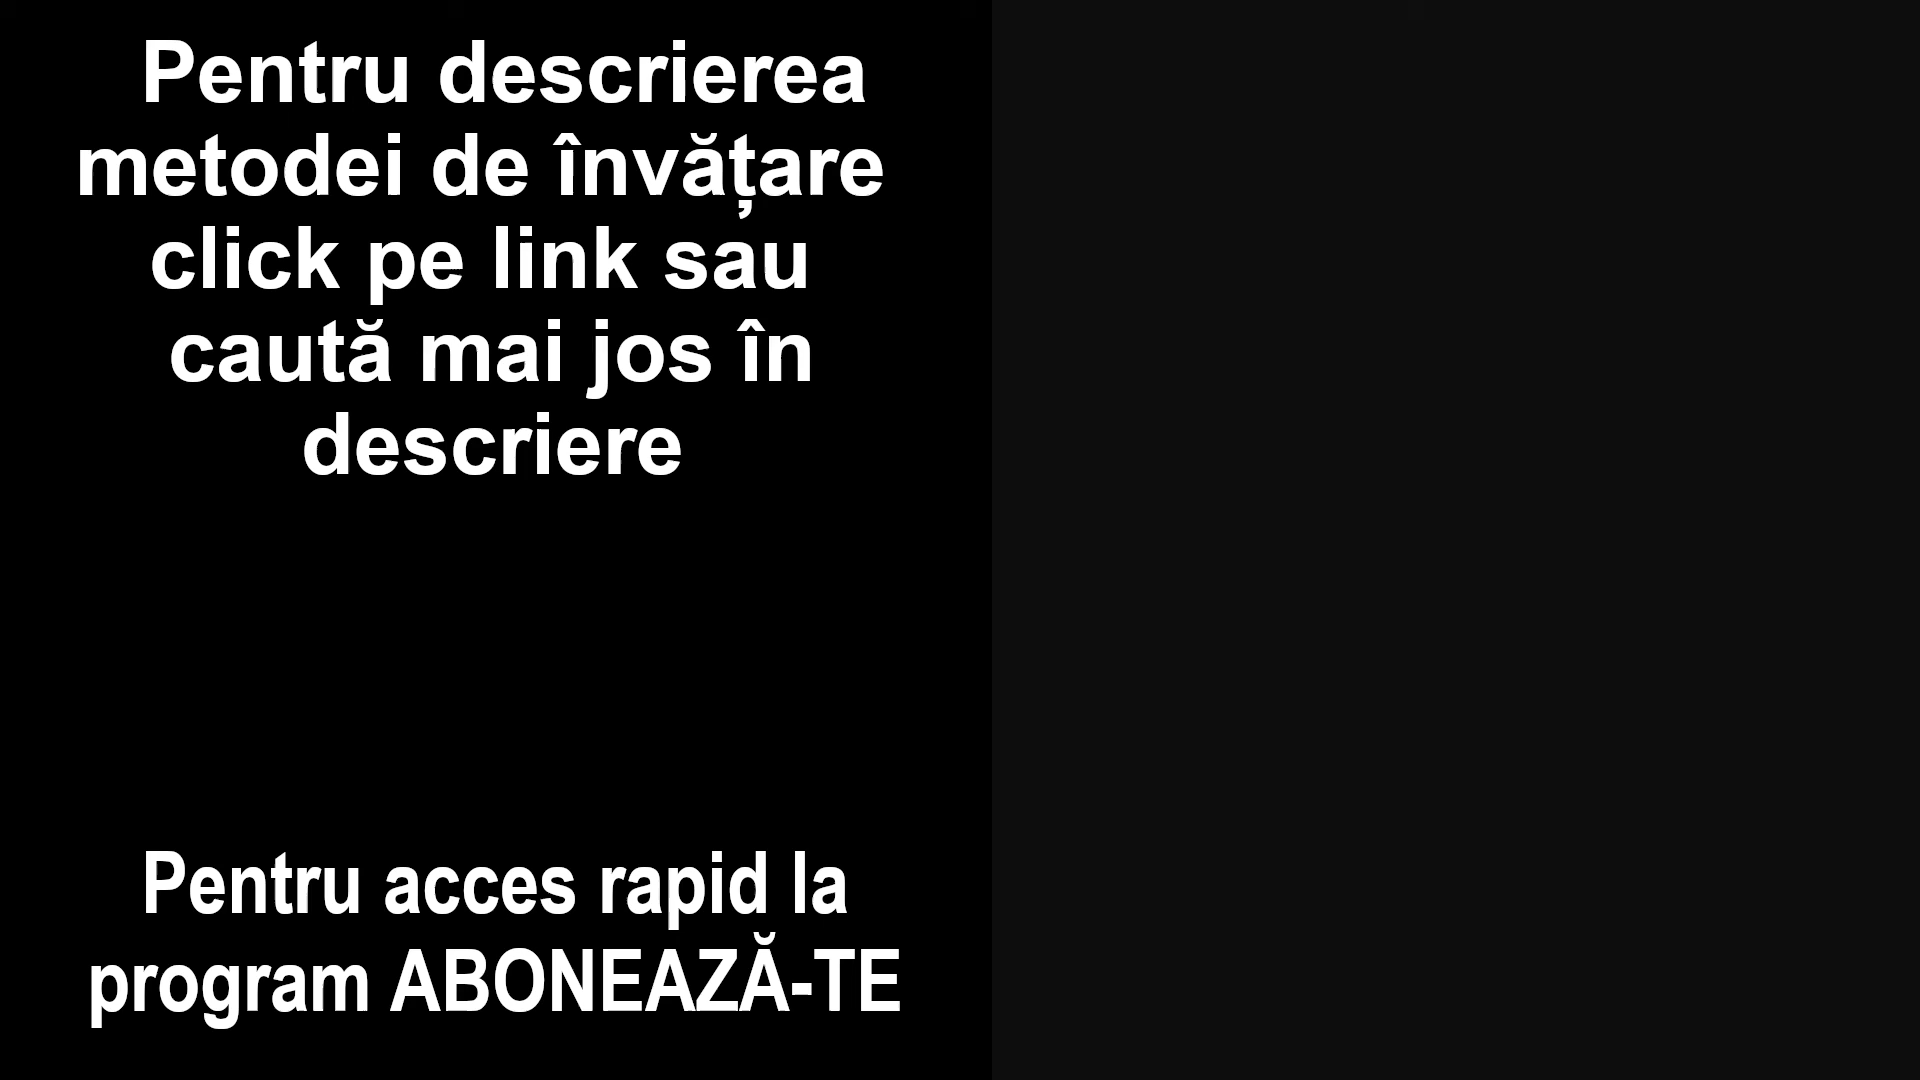 Pentru descrierea
metodei de învățare
click pe link sau
caută mai jos în
descriere
Pentru acces rapid la
program ABONEAZĂ-TE